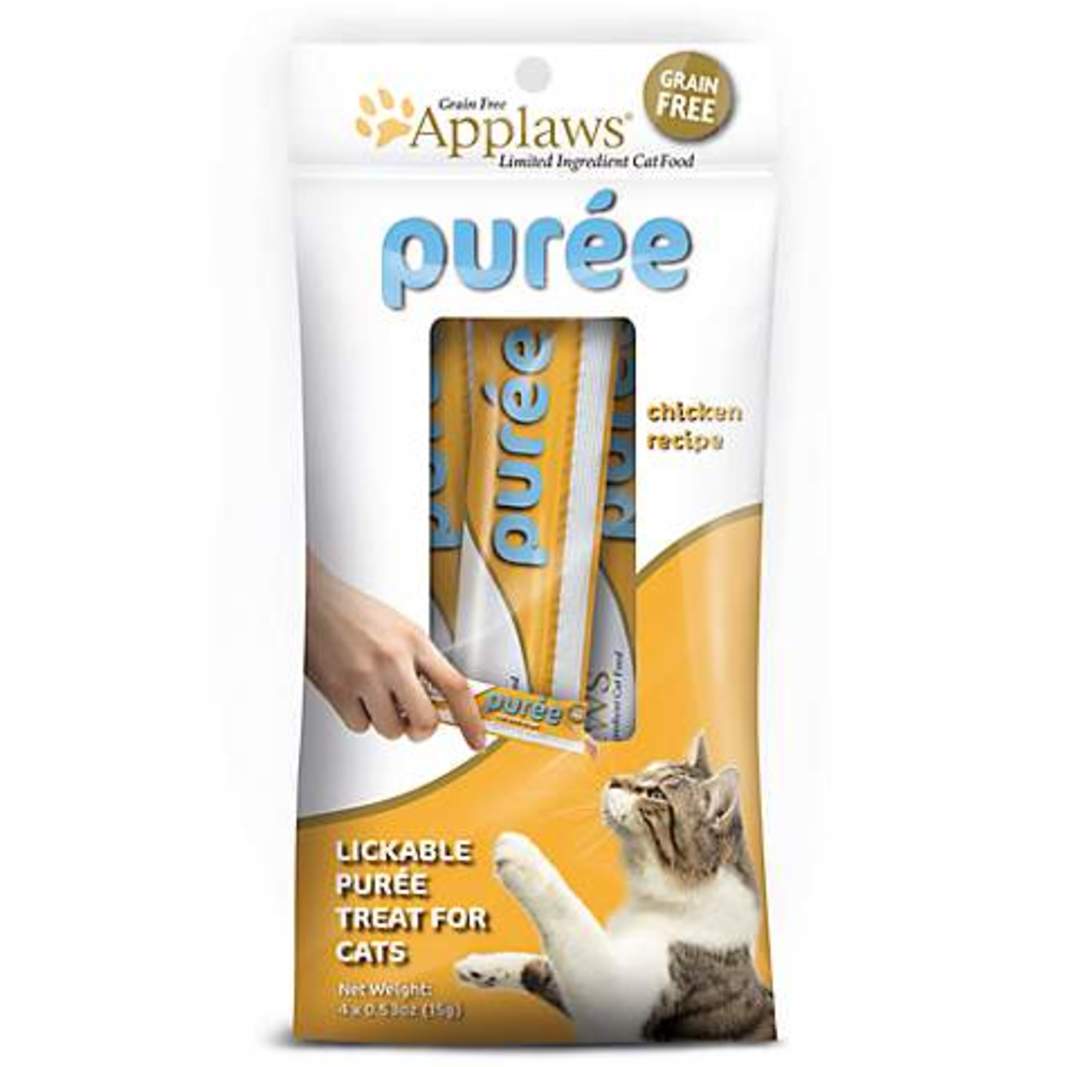 Grain Free
Applaws®
Limited Ingredient Cat Food
GRAIN
FREE
purée
purée
chicken
recipe
purée
LICKABLE
PURÉE
TREAT FOR
CATS
Net Weight:
4 x 0.53oz (15g)